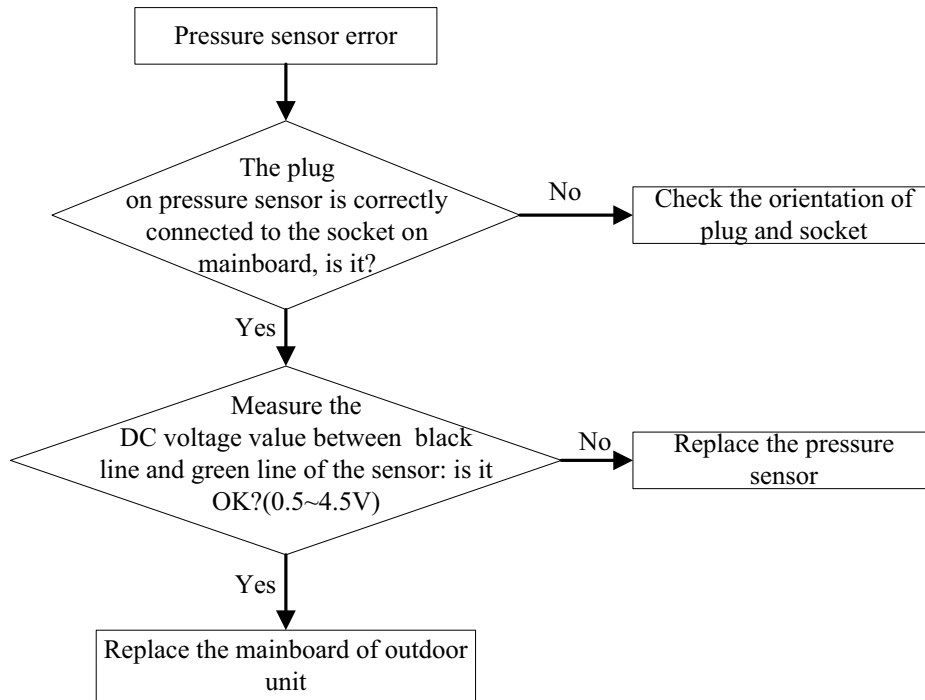 Pressure sensor error
The plug
on pressure sensor is correctly
connected to the socket on
mainboard, is it?
No
Check the orientation of
plug and socket
Yes
Measure the
DC voltage value between black
line and green line of the sensor: is it
OK?(0.5~4.5V)
No
Replace the pressure
sensor
Yes
Replace the mainboard of outdoor
unit